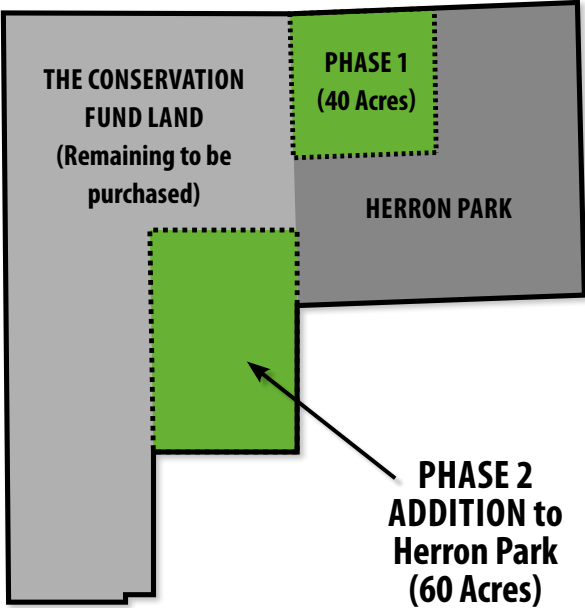 THE CONSERVATION
FUND LAND
(Remaining to be
purchased)
PHASE 1
(40 Acres)
HERRON PARK
PHASE 2
ADDITION to
Herron Park
(60 Acres)